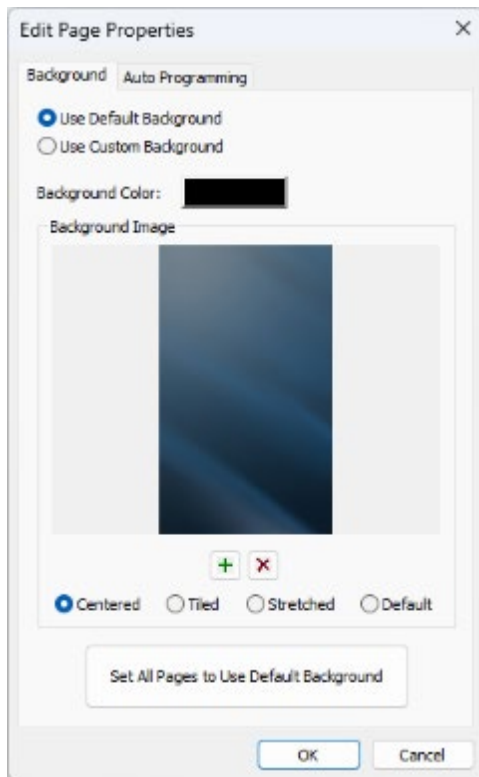 Edit Page Properties
Background Auto Programming
Use Default Background
Use Custom Background
Background Color:
Background Image
Centered Tiled Stretched Default
Set All Pages to Use Default Background
OK Cancel